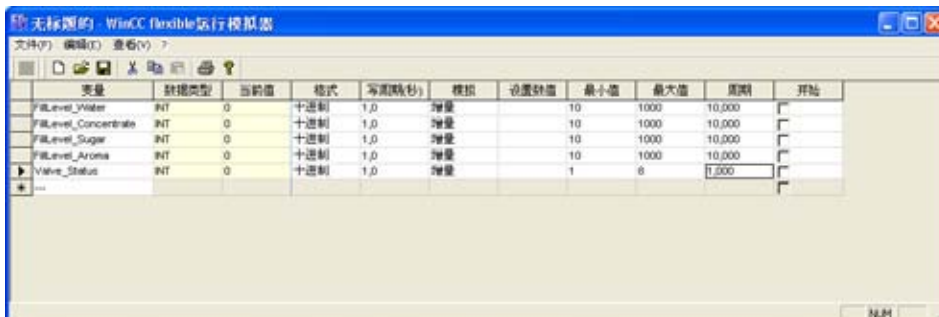 无标题的 - WinCC flexible运行模拟器
文件(F) 编辑(E) 查看(V) ?
变量 数据类型 当前值 格式 写周期(秒) 模拟 设置数值 最小值 最大值 周期 开始
FillLevel_Water INT 0 十进制 1,0 增量 10 1000 10,000
FillLevel_Concentrate INT 0 十进制 1,0 增量 10 1000 10,000
FillLevel_Sugar INT 0 十进制 1,0 增量 10 1000 10,000
FillLevel_Aroma INT 0 十进制 1,0 增量 10 1000 10,000
Valve_Status INT 0 十进制 1,0 增量 1 6 1,000
---
NUM